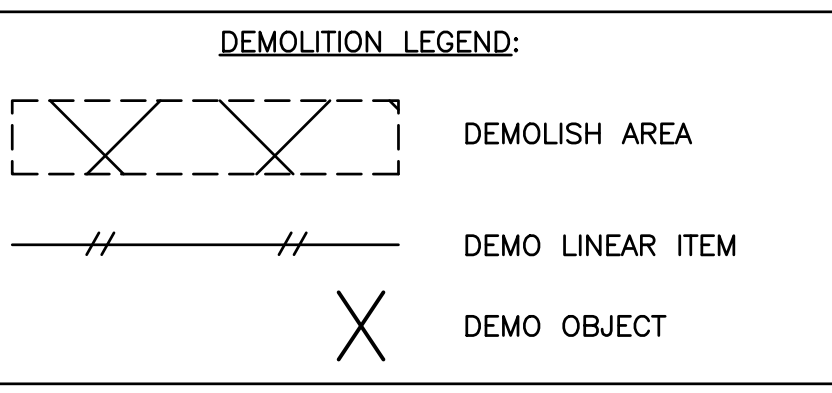 DEMOLITION LEGEND:
DEMOLISH AREA
DEMO LINEAR ITEM
DEMO OBJECT